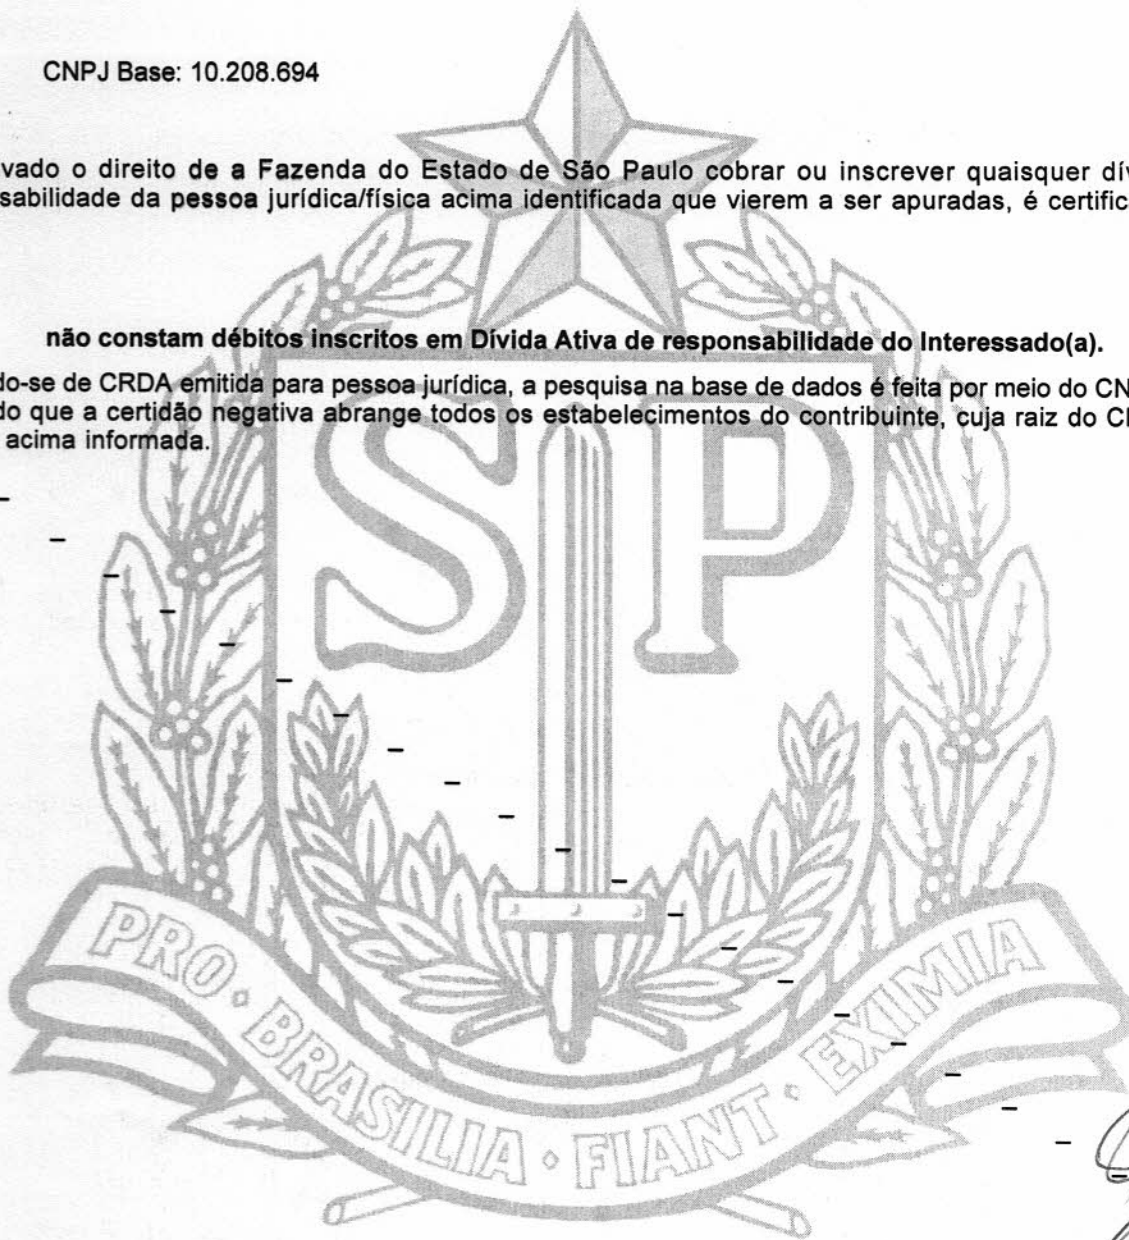 CNPJ Base: 10.208.694
vado o direito de a Fazenda do Estado de São Paulo cobrar ou inscrever quaisquer dív
sabilidade da pessoa jurídica/física acima identificada que vierem a ser apuradas, é certific
não constam débitos inscritos em Dívida Ativa de responsabilidade do Interessado(a).
do-se de CRDA emitida para pessoa jurídica, a pesquisa na base de dados é feita por meio do CN
do que a certidão negativa abrange todos os estabelecimentos do contribuinte, cuja raiz do C
acima informada.
SP
PRO · BRASILIA · FIANT · EXIMIA